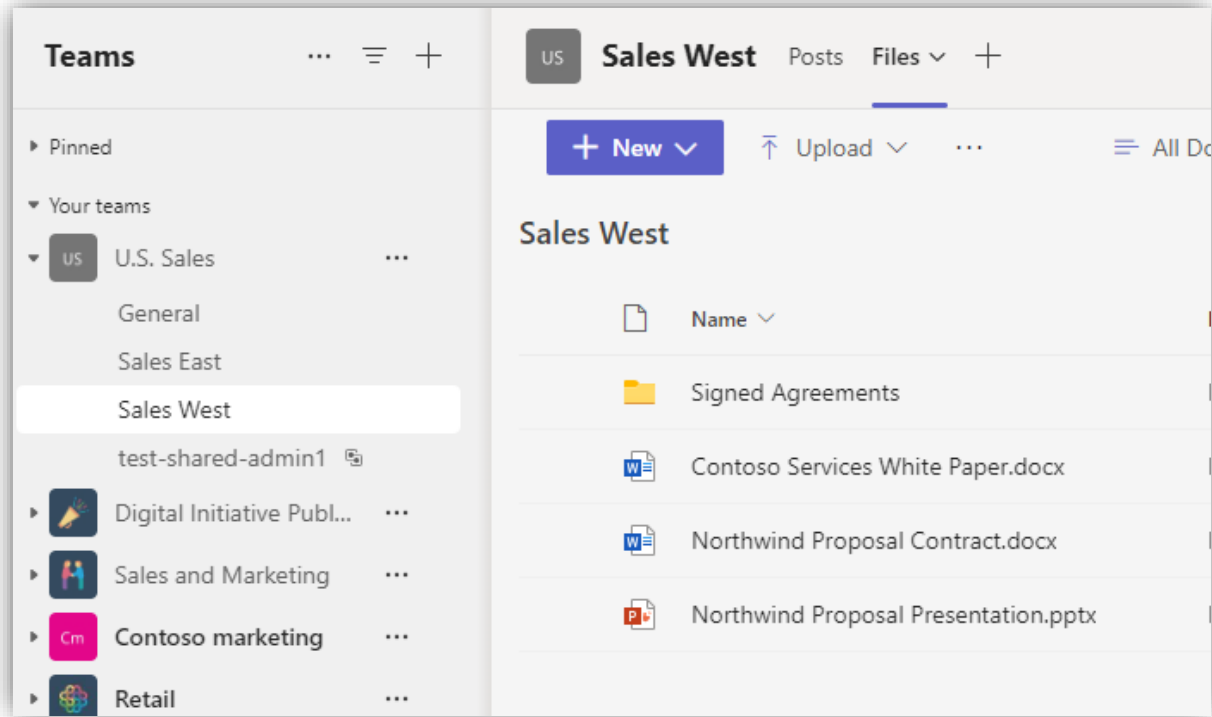 Teams
Pinned
Your teams
US U.S. Sales
General
Sales East
Sales West
test-shared-admin1
Digital Initiative Publ...
Sales and Marketing
Cm Contoso marketing
Retail
US Sales West Posts Files
New Upload All Do
Sales West
Name
Signed Agreements
Contoso Services White Paper.docx
Northwind Proposal Contract.docx
Northwind Proposal Presentation.pptx